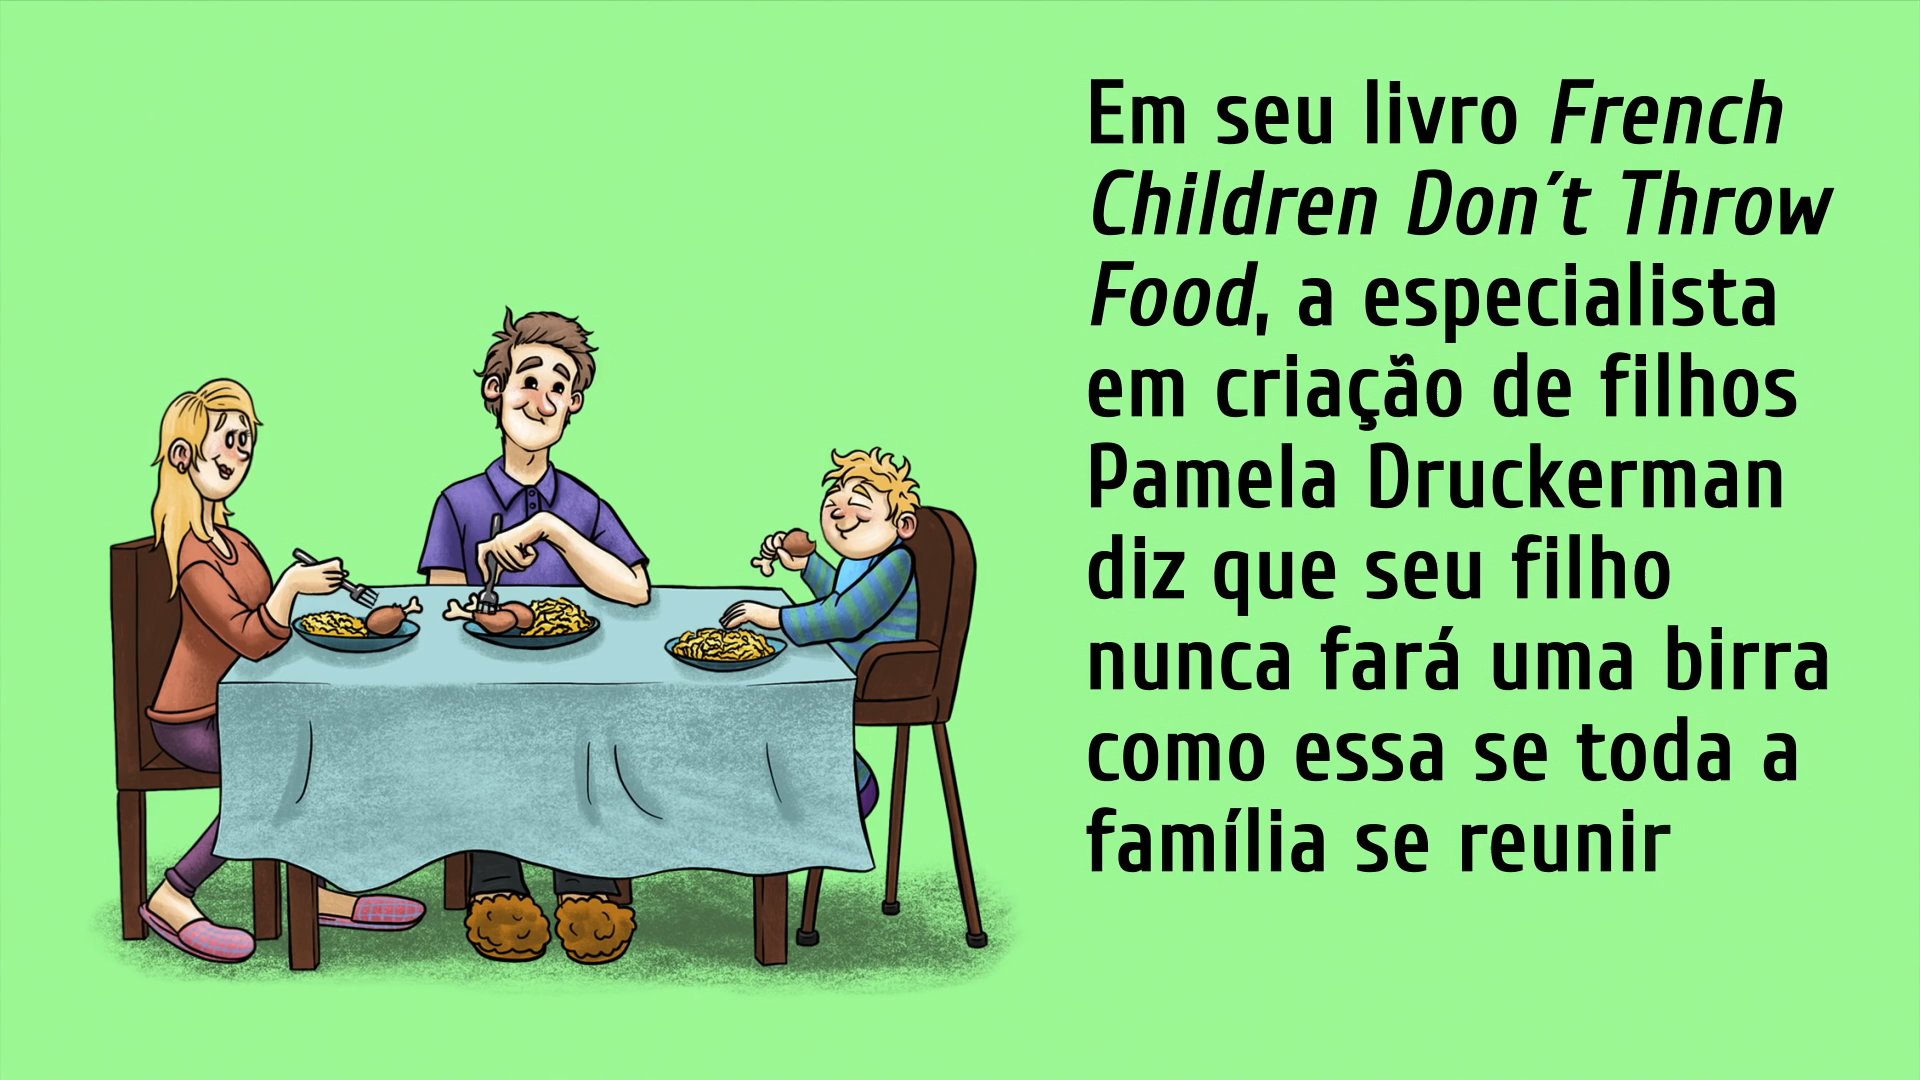 Em seu livro French
Children Don´t Throw
Food, a especialista
em criação de filhos
Pamela Druckerman
diz que seu filho
nunca fará uma birra
como essa se toda a
família se reunir